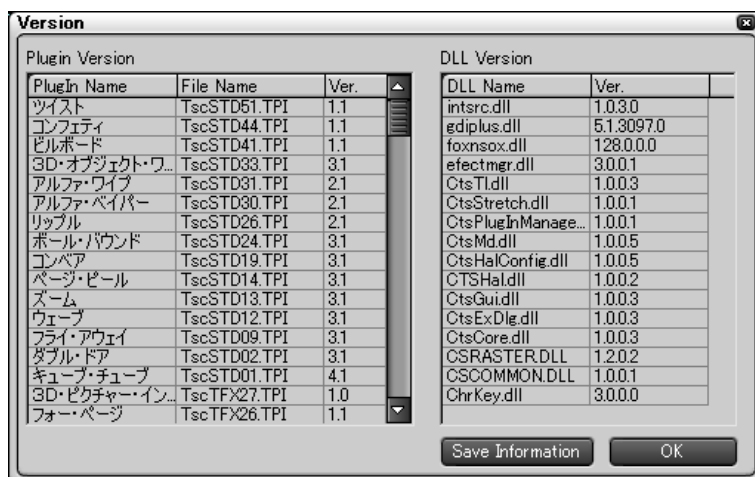 Version
Plugin Version
PlugIn Name File Name Ver.
ツイスト TscSTD51.TPI 1.1
コンフェティ TscSTD44.TPI 1.1
ビルボード TscSTD41.TPI 1.1
3D・オブジェクト・ワ... TscSTD33.TPI 3.1
アルファ・ワイプ TscSTD31.TPI 2.1
アルファ・ベイパー TscSTD30.TPI 2.1
リップル TscSTD26.TPI 2.1
ボール・バウンド TscSTD24.TPI 3.1
コンベア TscSTD19.TPI 3.1
ページ・ピール TscSTD14.TPI 3.1
ズーム TscSTD13.TPI 3.1
ウェーブ TscSTD12.TPI 3.1
フライ・アウェイ TscSTD09.TPI 3.1
ダブル・ドア TscSTD02.TPI 3.1
キューブ・チューブ TscSTD01.TPI 4.1
3D・ピクチャー・イン... TscTFX27.TPI 1.0
フォー・ページ TscTFX26.TPI 1.1
DLL Version
DLL Name Ver.
intsrc.dll 1.0.3.0
gdiplus.dll 5.1.3097.0
foxnsox.dll 128.0.0.0
efectmgr.dll 3.0.0.1
CtsTl.dll 1.0.0.3
CtsStretch.dll 1.0.0.1
CtsPlugInManage... 1.0.0.1
CtsMd.dll 1.0.0.5
CtsHalConfig.dll 1.0.0.5
CTSHal.dll 1.0.0.2
CtsGui.dll 1.0.0.3
CtsExDlg.dll 1.0.0.3
CtsCore.dll 1.0.0.3
CSRASTER.DLL 1.2.0.2
CSCOMMON.DLL 1.0.0.1
ChrKey.dll 3.0.0.0
Save Information
OK